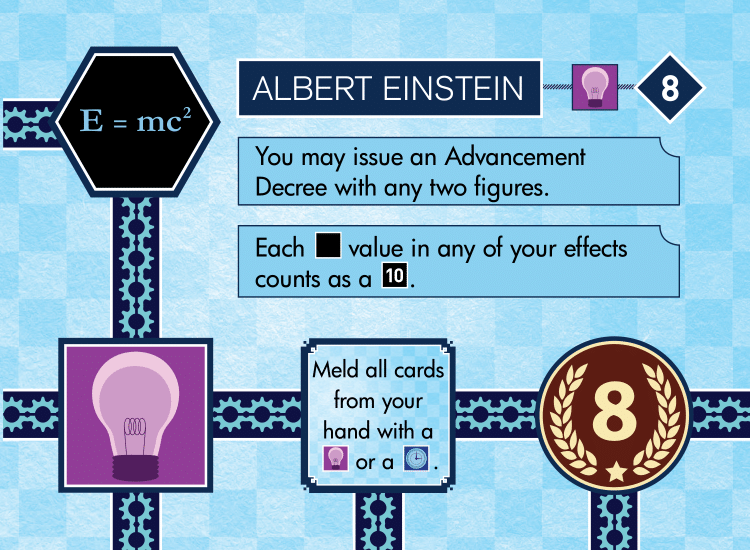 E = mc²
ALBERT EINSTEIN
8
You may issue an Advancement
Decree with any two figures.
Each value in any of your effects
counts as a 10.
Meld all cards
from your
hand with a
or a .
8